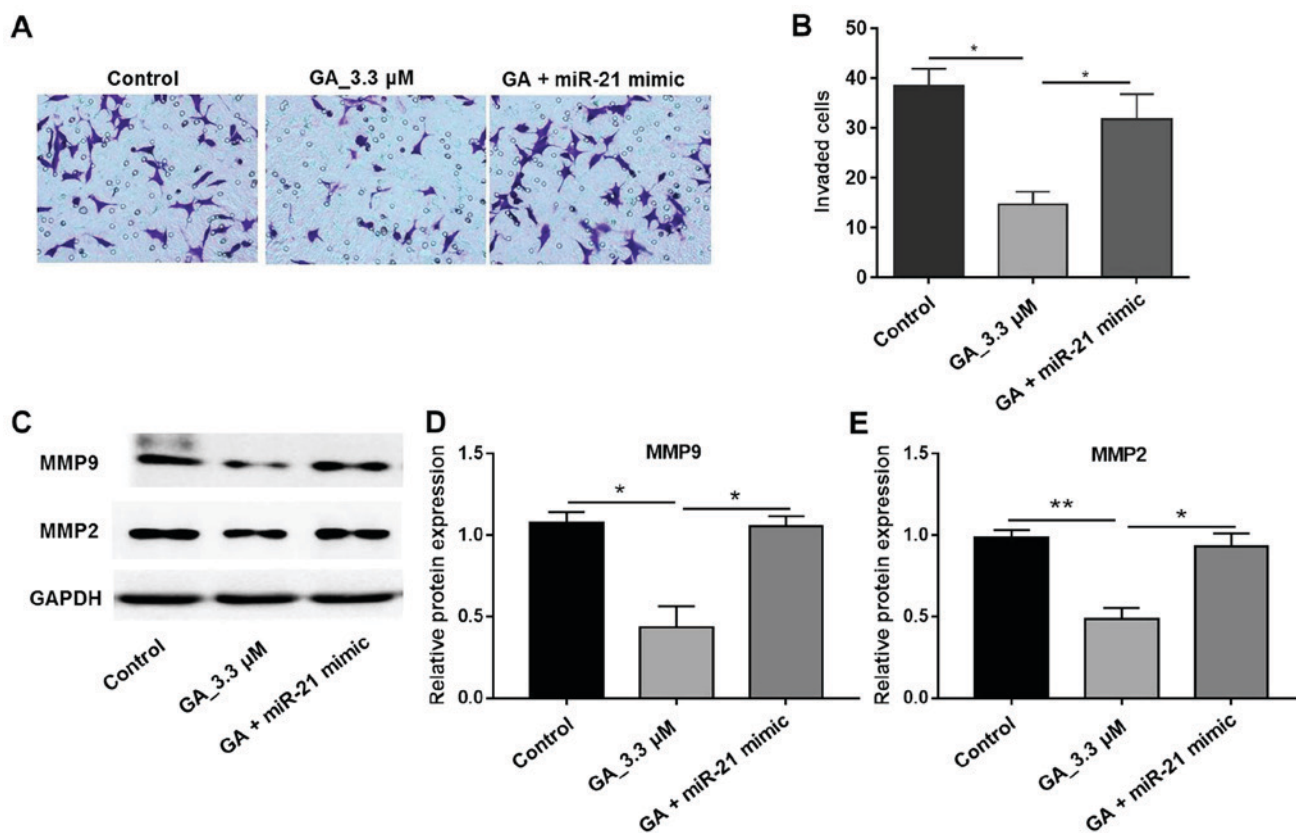 A
Control
GA_3.3 µM
GA + miR-21 mimic
B
Invaded cells
50
40
30
20
10
0
*
*
Control
GA_3.3 µM
GA + miR-21 mimic
C
MMP9
MMP2
GAPDH
Control
GA_3.3 µM
GA + miR-21 mimic
D
MMP9
Relative protein expression
1.5
1.0
0.5
0.0
*
*
Control
GA_3.3 µM
GA + miR-21 mimic
E
MMP2
Relative protein expression
1.5
1.0
0.5
0.0
**
*
Control
GA_3.3 µM
GA + miR-21 mimic